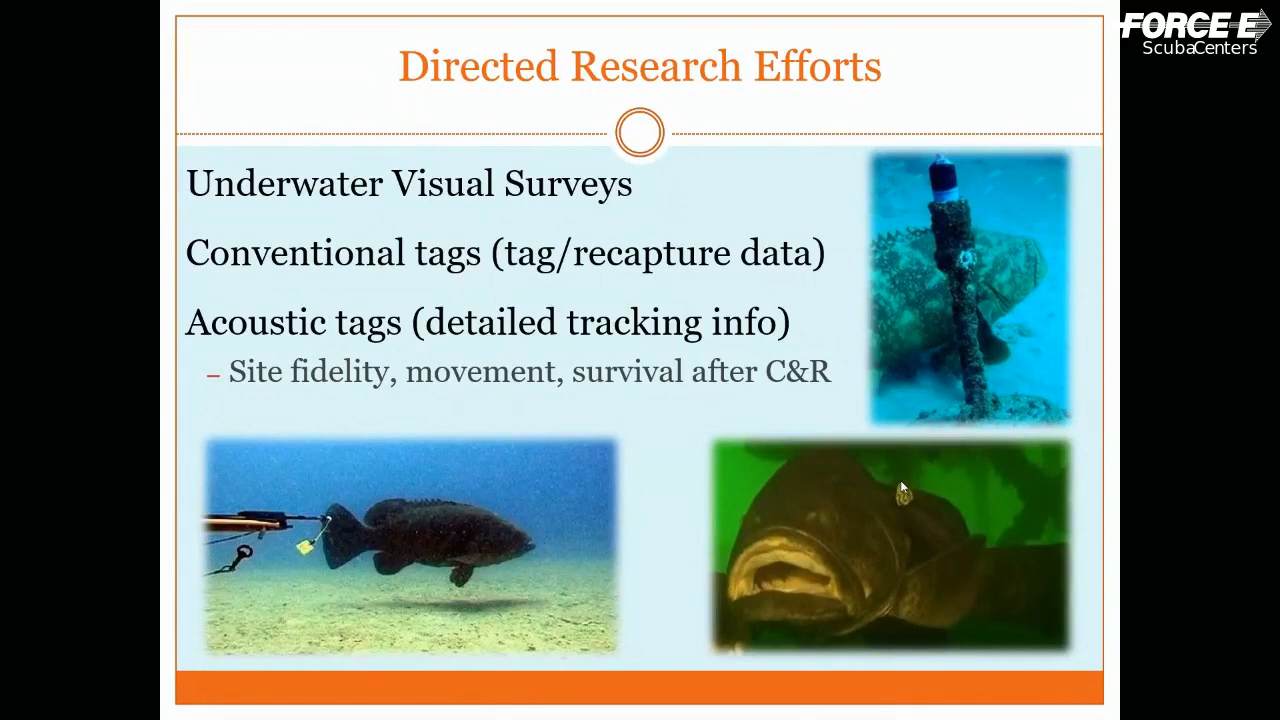 FORCE-E
ScubaCenters
Directed Research Efforts
Underwater Visual Surveys
Conventional tags (tag/recapture data)
Acoustic tags (detailed tracking info)
– Site fidelity, movement, survival after C&R